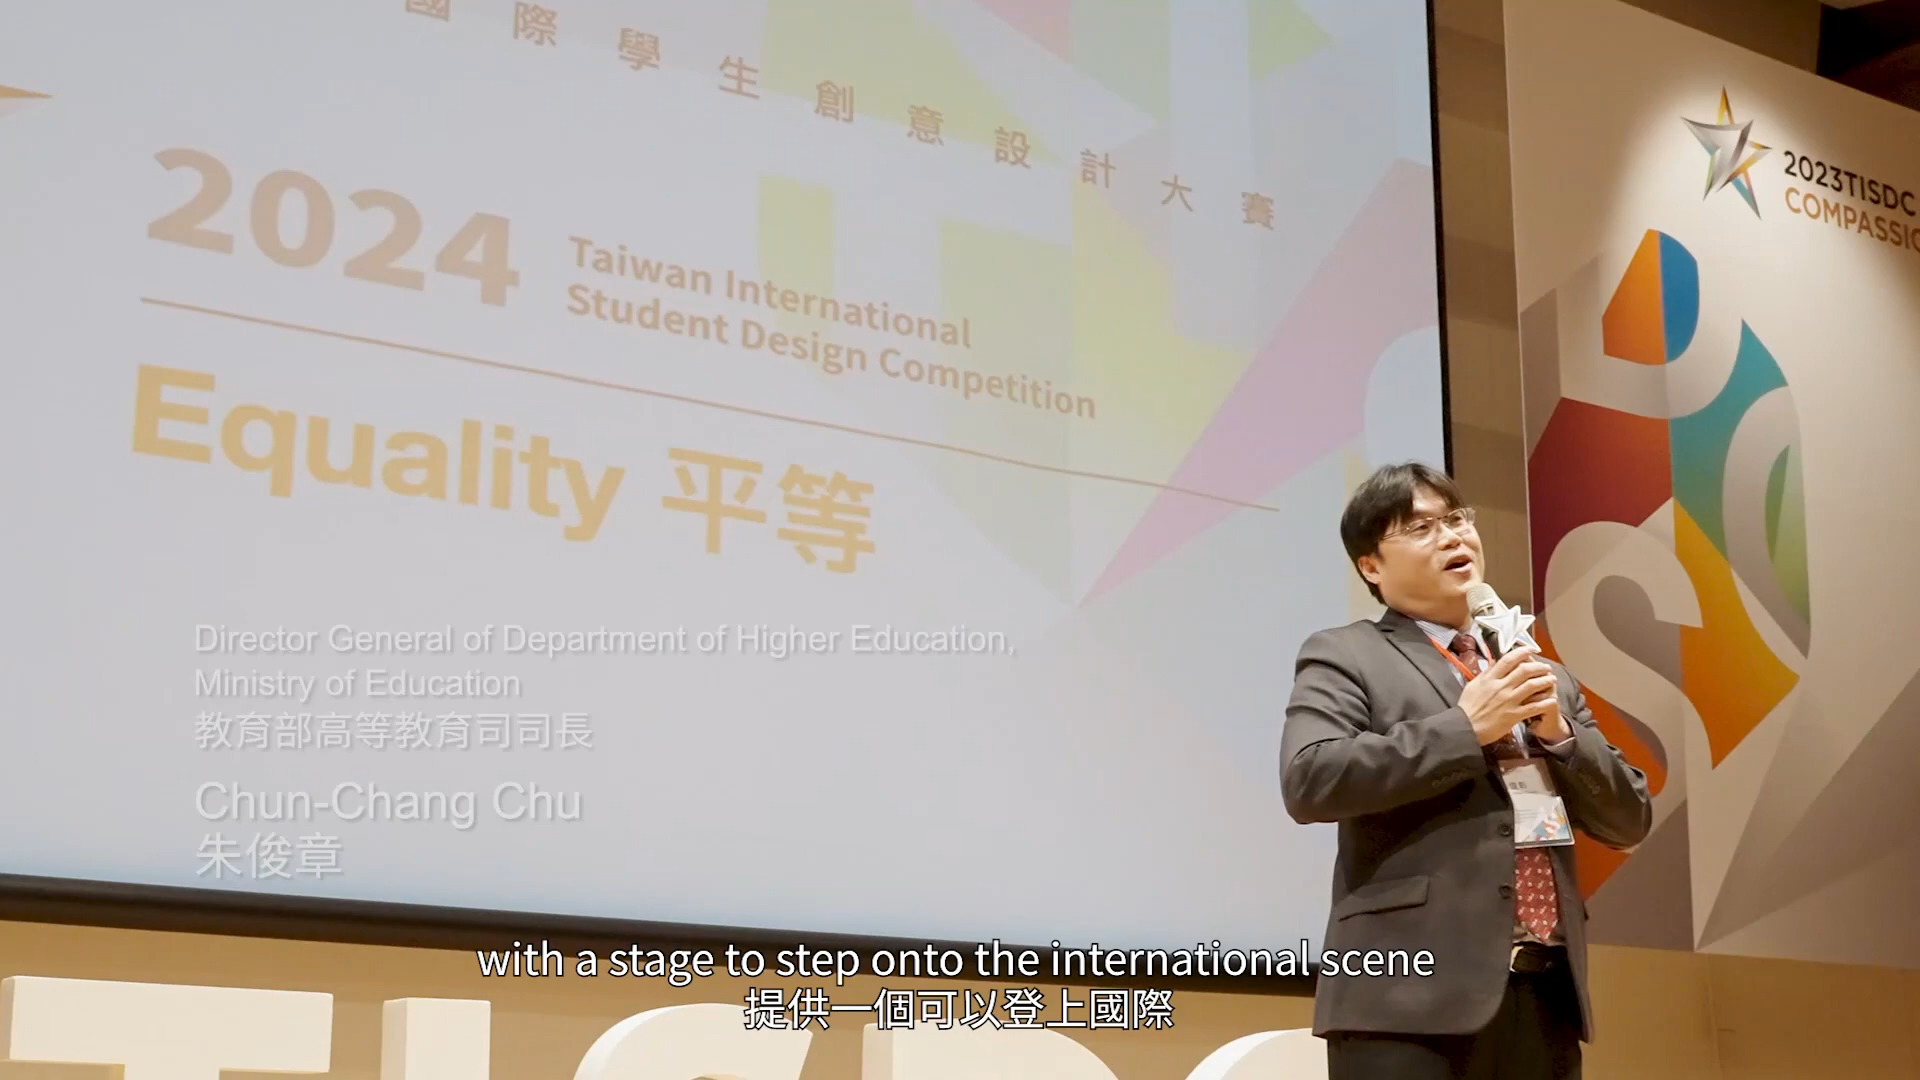 國際學生創意設計大賽
2024
Taiwan International
Student Design Competition
Equality 平等
2023TISDC
Director General of Department of Higher Education,
Ministry of Education
教育部高等教育司司長
Chun-Chang Chu
朱俊章
with a stage to step onto the international scene
提供一個可以登上國際